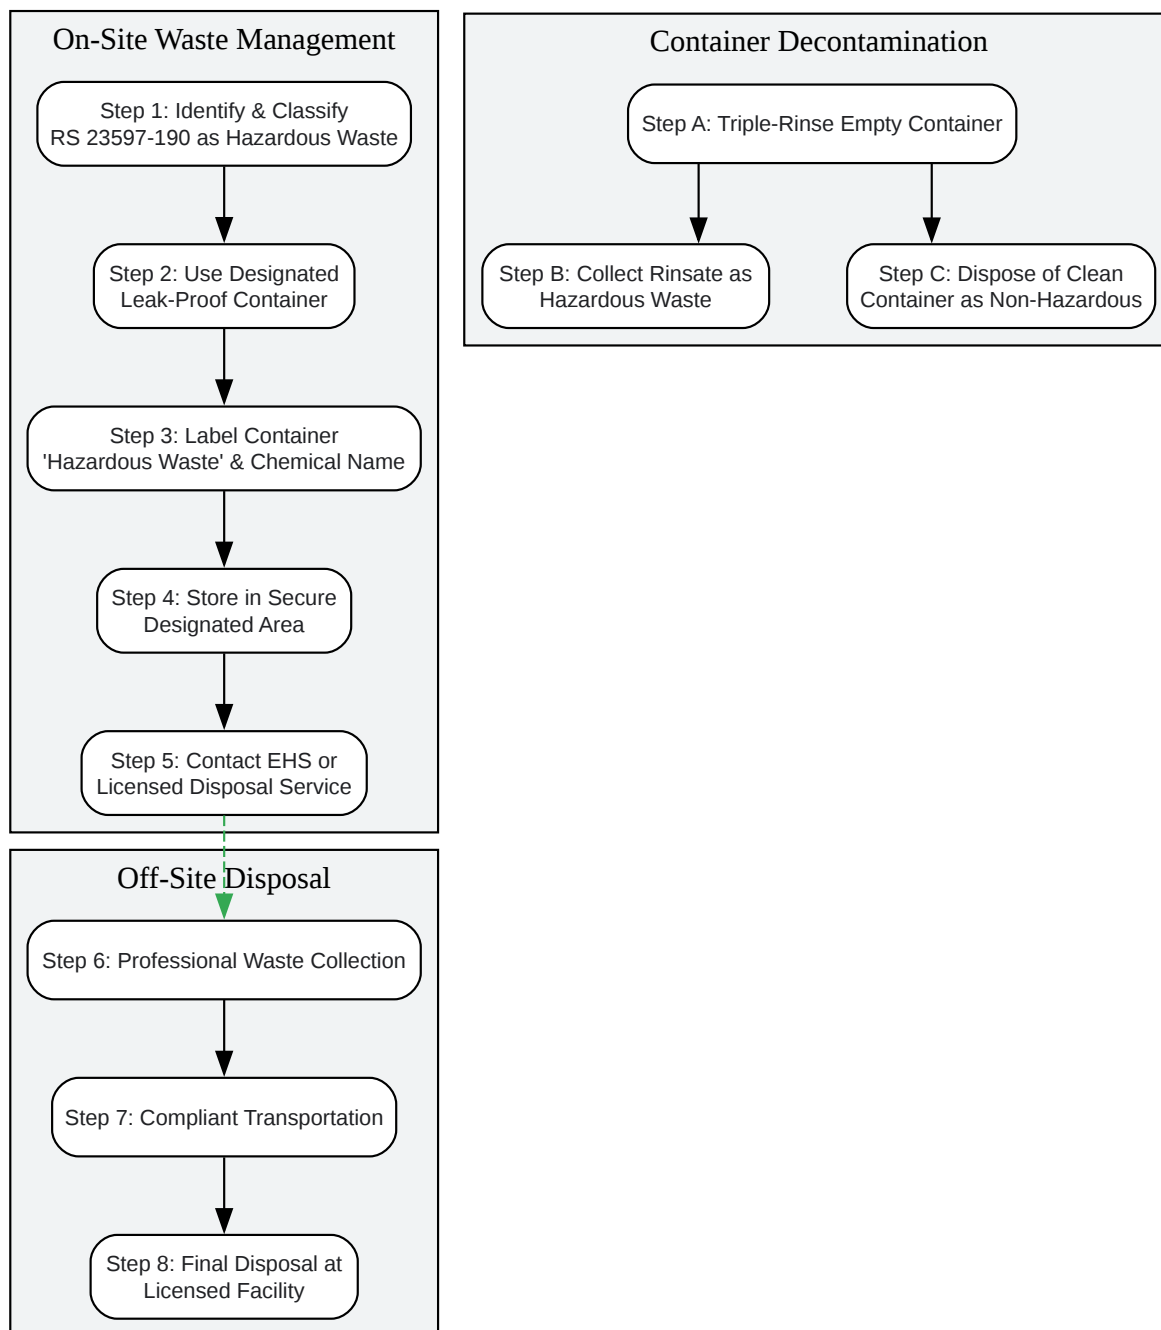 On-Site Waste Management
Step 1: Identify & Classify
RS 23597-190 as Hazardous Waste
Step 2: Use Designated
Leak-Proof Container
Step 3: Label Container
'Hazardous Waste' & Chemical Name
Step 4: Store in Secure
Designated Area
Step 5: Contact EHS or
Licensed Disposal Service
Off-Site Disposal
Step 6: Professional Waste Collection
Step 7: Compliant Transportation
Step 8: Final Disposal at
Licensed Facility
Container Decontamination
Step A: Triple-Rinse Empty Container
Step B: Collect Rinsate as
Hazardous Waste
Step C: Dispose of Clean
Container as Non-Hazardous